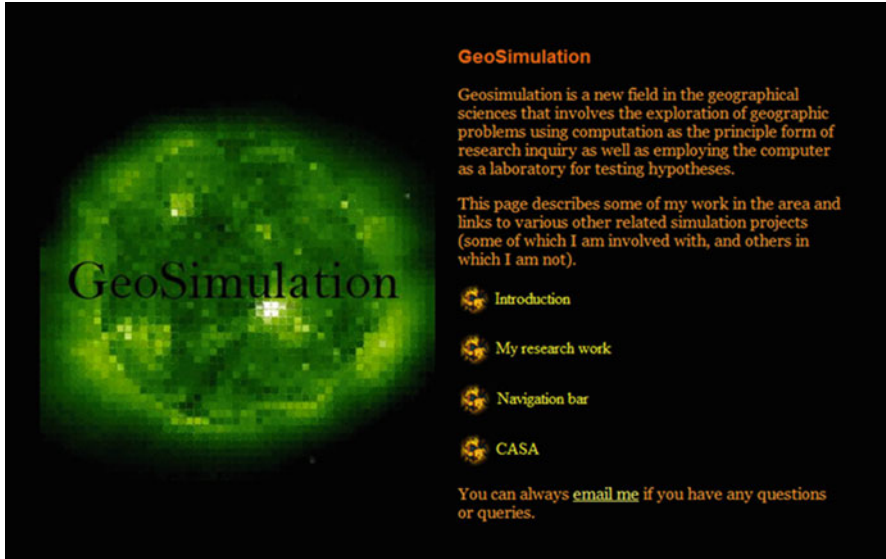 GeoSimulation
GeoSimulation
Geosimulation is a new field in the geographical
sciences that involves the exploration of geographic
problems using computation as the principle form of
research inquiry as well as employing the computer
as a laboratory for testing hypotheses.
This page describes some of my work in the area and
links to various other related simulation projects
(some of which I am involved with, and others in
which I am not).
Introduction
My research work
Navigation bar
CASA
You can always email me if you have any questions
or queries.